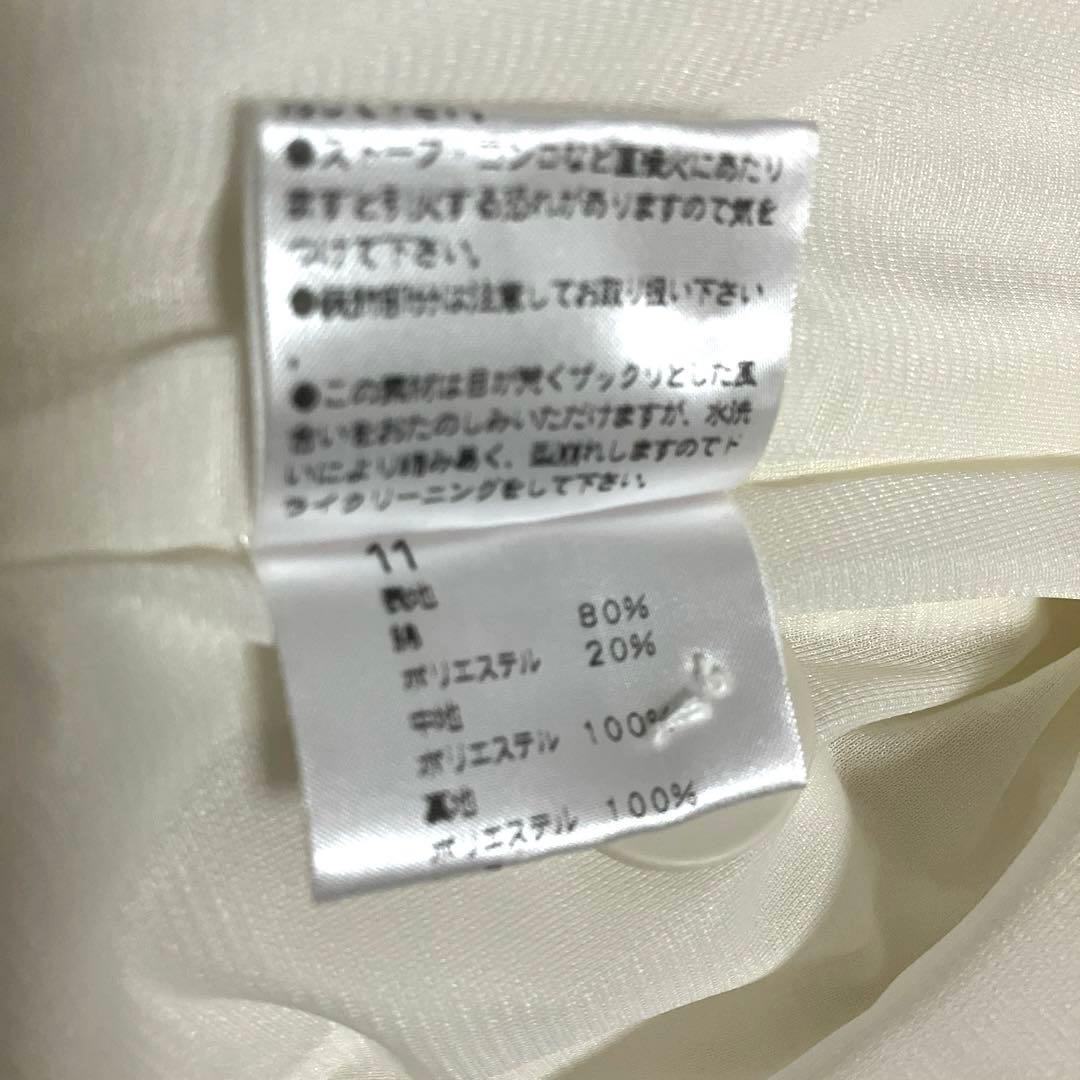 ●ストーブ・コンロなど直接火にあたり
ますと引火する恐れがありますので気を
つけて下さい。
●装飾部分は注意してお取り扱い下さい
。
●この素材は目が荒くザックリとした風
合いをおたのしみいただけますが、水洗
いにより縮み易く、型崩れしますのでド
ライクリーニングをして下さい。
11
表地
綿 80%
ポリエステル 20%
中地
ポリエステル 100%
裏地
ポリエステル 100%